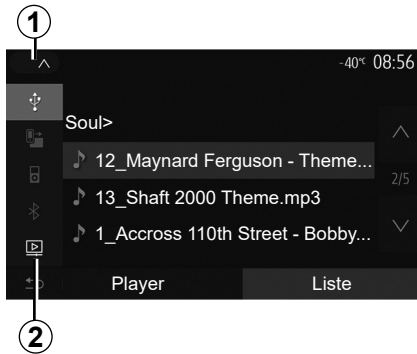 1
-40°C 08:56
Soul>
12_Maynard Ferguson - Theme...
13_Shaft 2000 Theme.mp3
2/5
1_Accross 110th Street - Bobby...
Player Liste
2